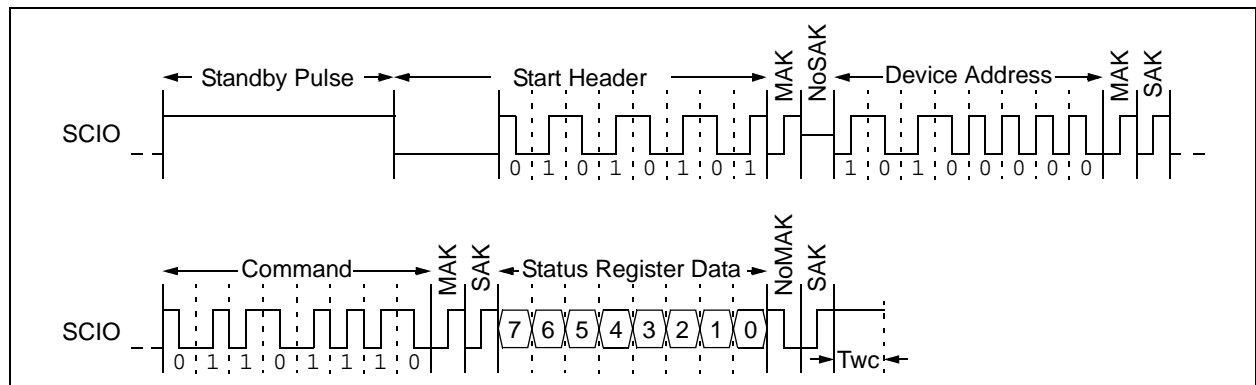 Standby Pulse Start Header MAK NoSAK Device Address MAK SAK
SCIO
0 1 0 1 0 1 0 1 1 0 1 0 0 0 0 0
Command MAK SAK Status Register Data NoMAK SAK
SCIO 7 6 5 4 3 2 1 0
0 1 1 0 1 1 1 0
Twc